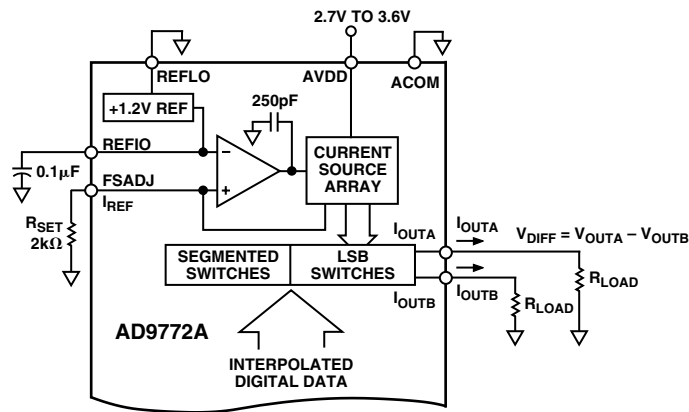 2.7V TO 3.6V
REFLO
AVDD
ACOM
+1.2V REF
250pF
REFIO
–
+
0.1µF
FSADJ
IREF
RSET
2kΩ
CURRENT
SOURCE
ARRAY
IOUTA
IOUTA
VDIFF = VOUTA – VOUTB
SEGMENTED
SWITCHES
LSB
SWITCHES
IOUTB
IOUTB
RLOAD
RLOAD
AD9772A
INTERPOLATED
DIGITAL DATA